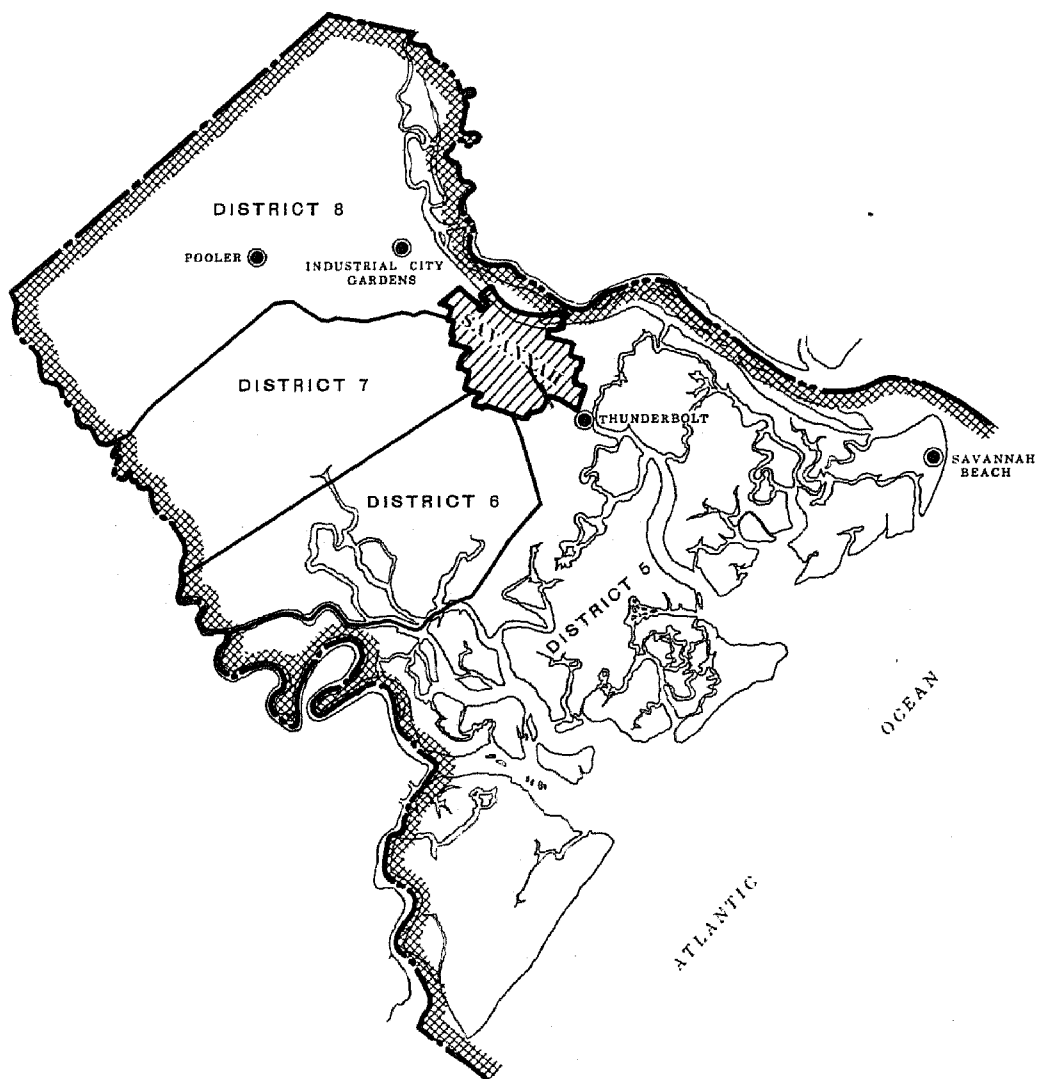 DISTRICT 8
POOLER
INDUSTRIAL CITY
GARDENS
DISTRICT 7
THUNDERBOLT
SAVANNAH
BEACH
DISTRICT 6
DISTRICT 5
OCEAN
ATLANTIC